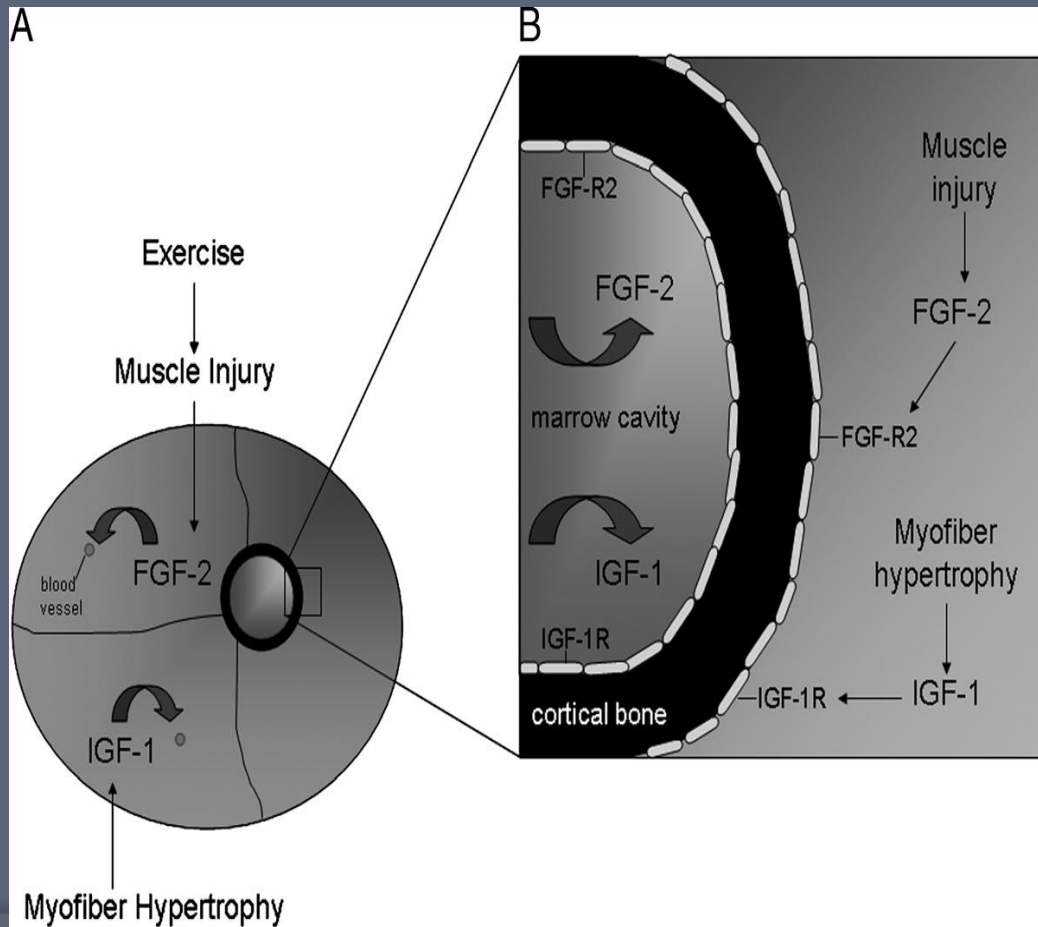 A
Exercise
Muscle Injury
blood
vessel
FGF-2
IGF-1
Myofiber Hypertrophy
B
FGF-R2
FGF-2
marrow cavity
IGF-1
IGF-1R
cortical bone
Muscle
injury
FGF-2
FGF-R2
Myofiber
hypertrophy
IGF-1
IGF-1R